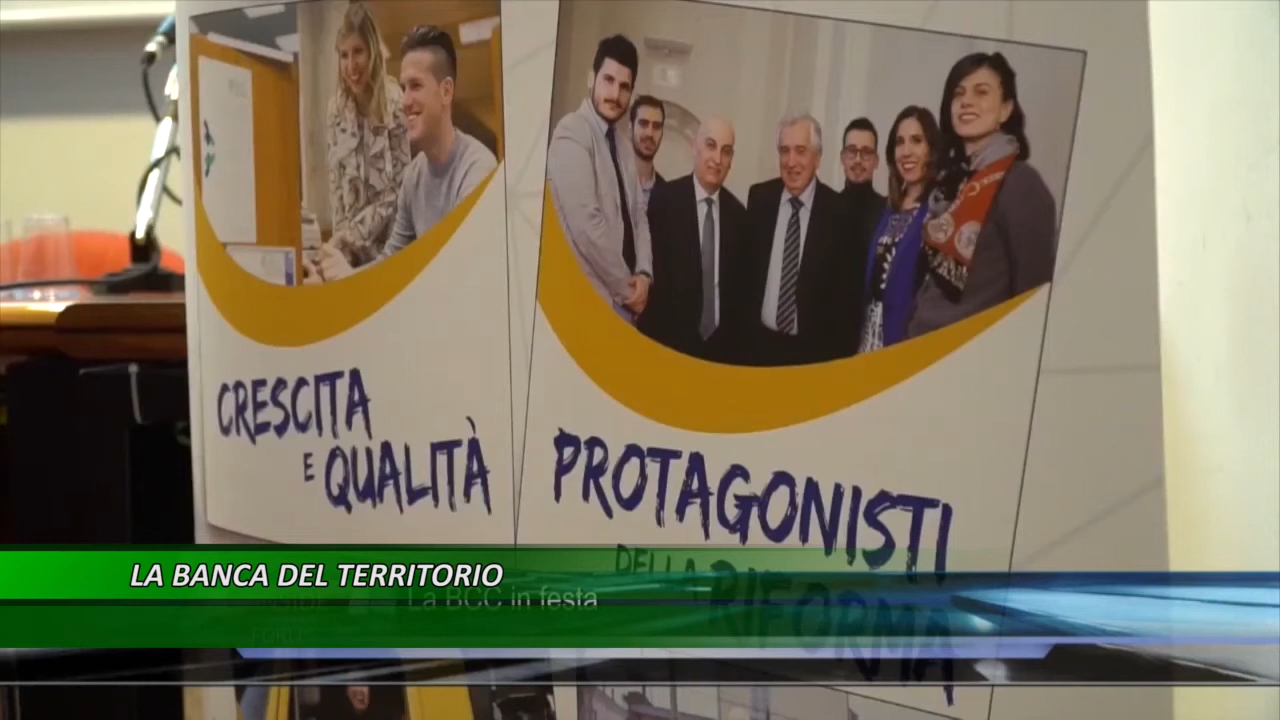 CRESCITA
E QUALITÀ
PROTAGONISTI
DELLA RIFORMA
LA BANCA DEL TERRITORIO
La BCC in festa